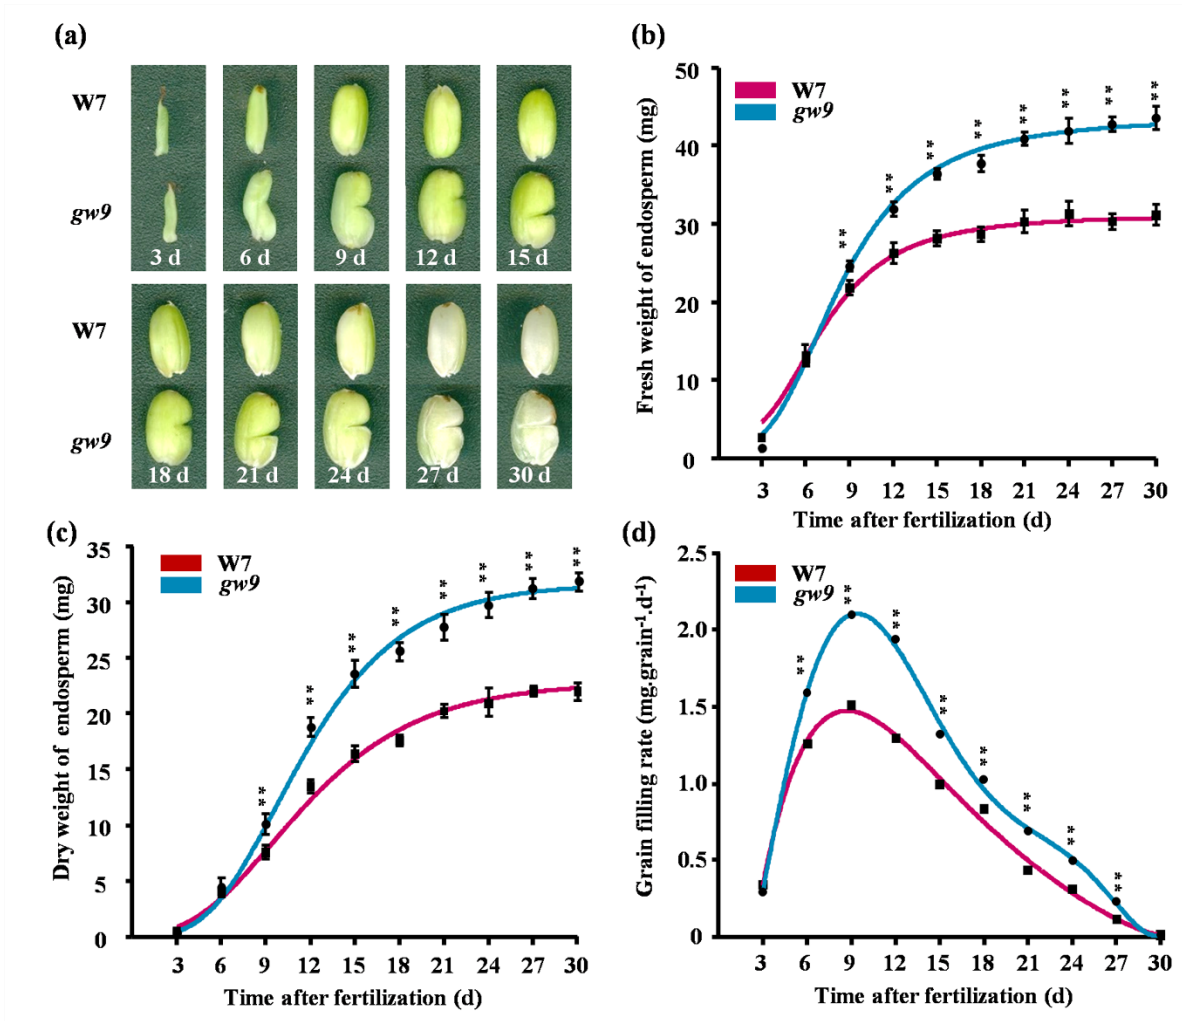 (a)
W7
gw9
3 d 6 d 9 d 12 d 15 d
W7
gw9
18 d 21 d 24 d 27 d 30 d
(b)
W7
gw9
Fresh weight of endosperm (mg)
50
40
30
20
10
0
** ** ** ** ** ** ** **
3 6 9 12 15 18 21 24 27 30
Time after fertilization (d)
(c)
W7
gw9
Dry weight of endosperm (mg)
35
30
25
20
15
10
5
0
** ** ** ** ** ** ** **
3 6 9 12 15 18 21 24 27 30
Time after fertilization (d)
(d)
W7
gw9
Grain filling rate (mg.grain⁻¹.d⁻¹)
2.5
2.0
1.5
1.0
0.5
0
** ** ** ** ** ** ** **
3 6 9 12 15 18 21 24 27 30
Time after fertilization (d)